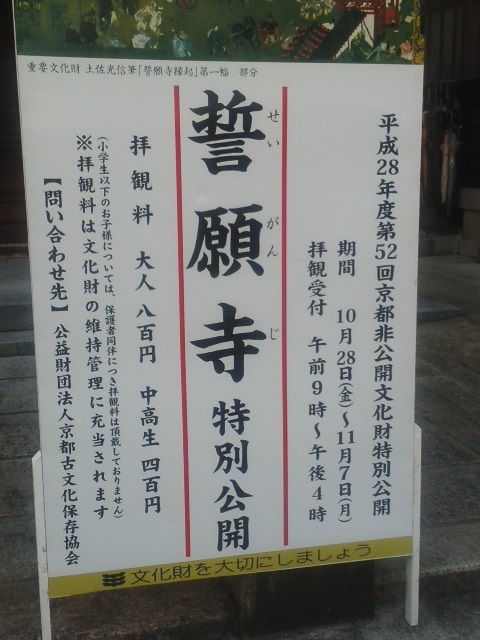 重要文化財 土佐光信筆「誓願寺縁起」第一幅 部分
平成28年度第52回京都非公開文化財特別公開
期間 10月28日(金)～11月7日(月)
拝観受付 午前9時～午後4時
誓願寺特別公開
せいがんじ
拝観料 大人 八百円 中高生 四百円
(小学生以下のお子様については、保護者同伴につき拝観料は頂戴しておりません)
※拝観料は文化財の維持管理に充当されます
【問い合わせ先】公益財団法人京都古文化保存協会
文化財を大切にしましょう